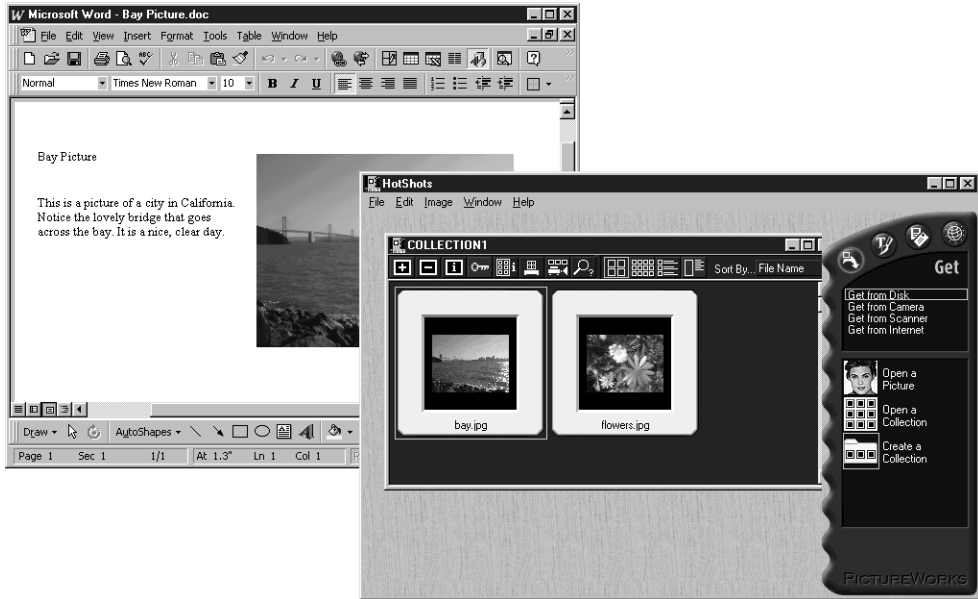 Microsoft Word - Bay Picture.doc
File Edit View Insert Format Tools Table Window Help
Normal Times New Roman 10 B I U
Bay Picture
This is a picture of a city in California.
Notice the lovely bridge that goes
across the bay. It is a nice, clear day.
Draw AutoShapes
Page 1 Sec 1 1/1 At 1.3" Ln 1 Col 1
HotShots
File Edit Image Window Help
COLLECTION1
Sort By... File Name
bay.jpg
flowers.jpg
Get
Get from Disk
Get from Camera
Get from Scanner
Get from Internet
Open a
Picture
Open a
Collection
Create a
Collection
PICTUREWORKS